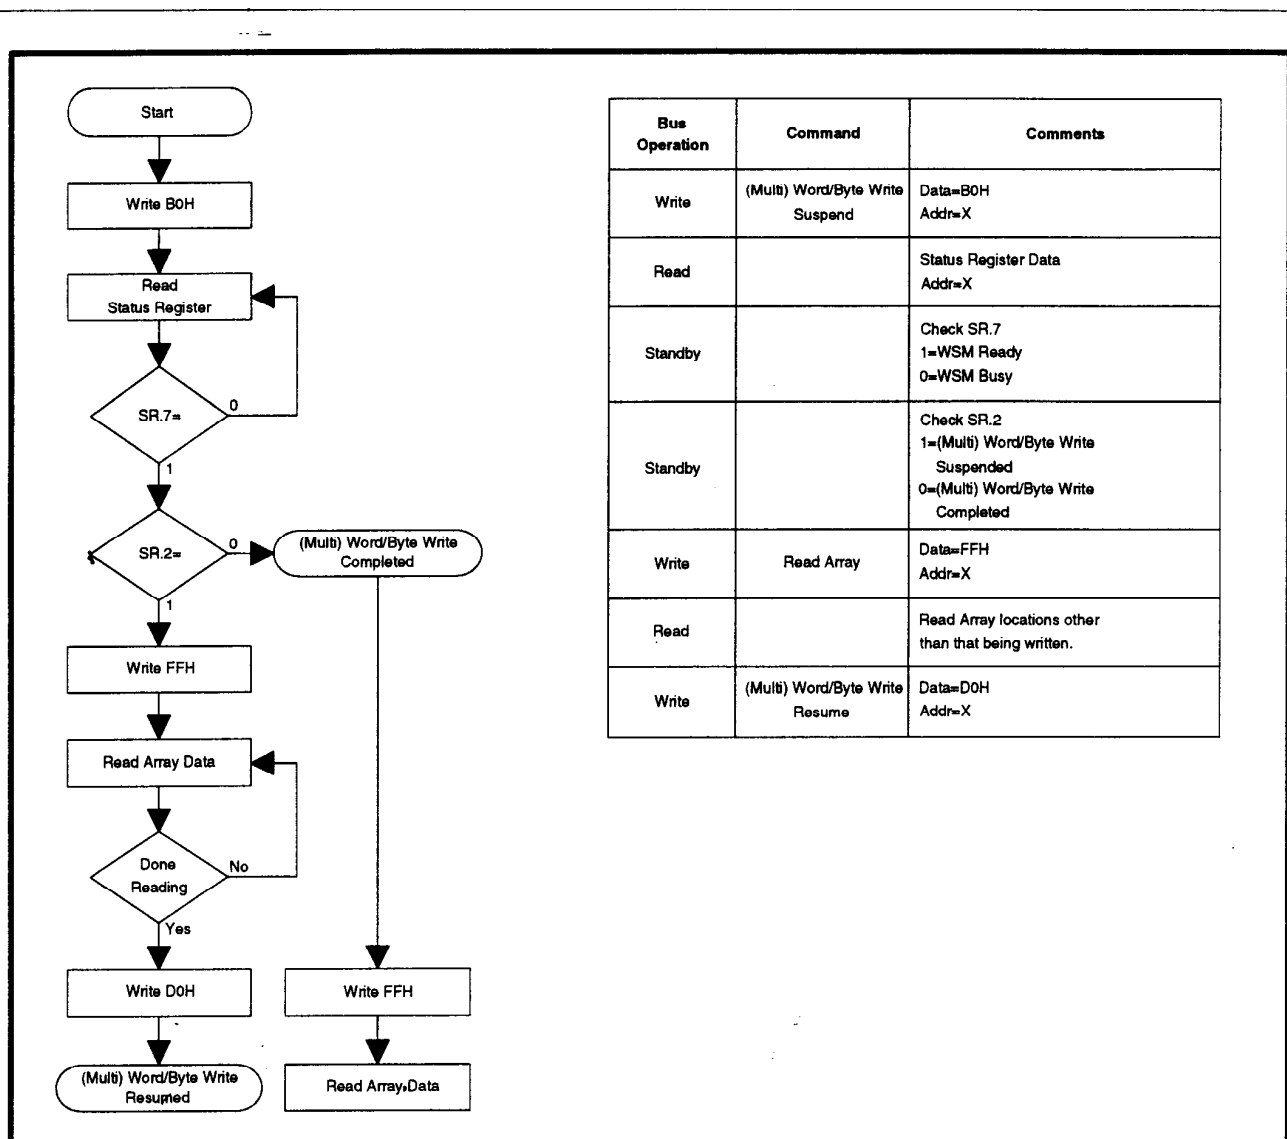 Start
Write B0H
Read
Status Register
SR.7=
0
1
SR.2=
0
(Multi) Word/Byte Write
Completed
1
Write FFH
Read Array Data
Done
Reading
No
Yes
Write D0H
Write FFH
(Multi) Word/Byte Write
Resumed
Read Array Data
Bus
Operation
Command
Comments
Write
(Multi) Word/Byte Write
Suspend
Data=B0H
Addr=X
Read
Status Register Data
Addr=X
Standby
Check SR.7
1=WSM Ready
0=WSM Busy
Standby
Check SR.2
1=(Multi) Word/Byte Write
Suspended
0=(Multi) Word/Byte Write
Completed
Write
Read Array
Data=FFH
Addr=X
Read
Read Array locations other
than that being written.
Write
(Multi) Word/Byte Write
Resume
Data=D0H
Addr=X